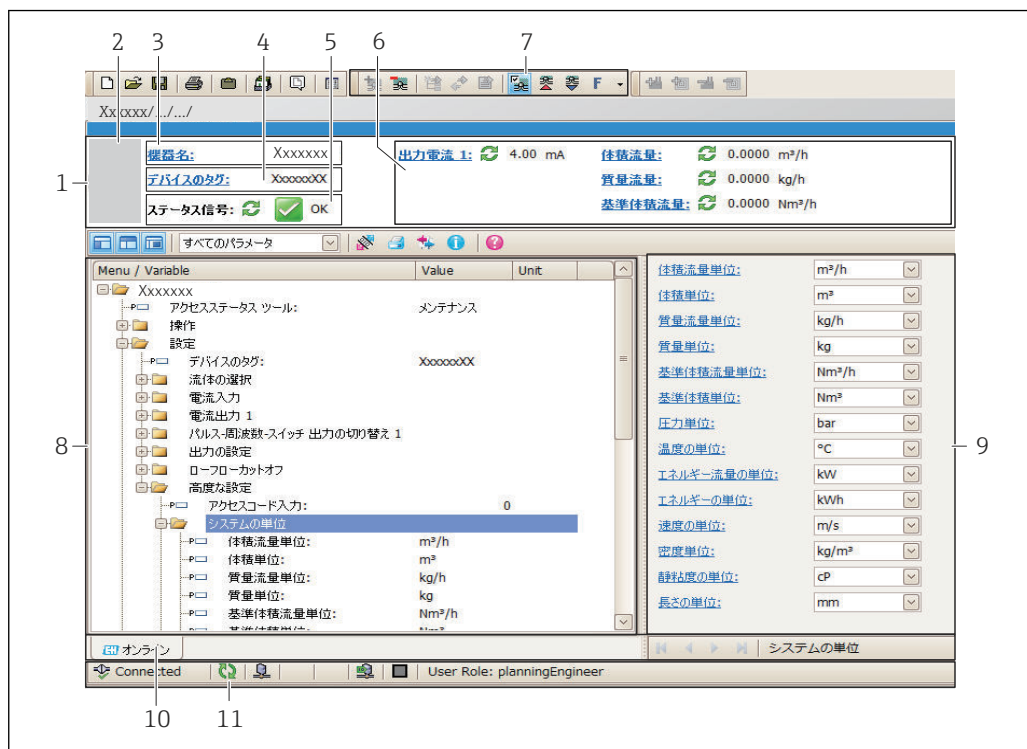 2 3 4 5 6 7
F
Xxxxxx/.../.../
機器名: Xxxxxxx
出力電流 1: 4.00 mA
体積流量: 0.0000 m³/h
1
デバイスのタグ: XxxxxxXX
質量流量: 0.0000 kg/h
ステータス信号: OK
基準体積流量: 0.0000 Nm³/h
すべてのパラメータ
Menu / Variable Value Unit
Xxxxxxx
P アクセスステータス ツール: メンテナンス
操作
設定
P デバイスのタグ: XxxxxxXX
流体の選択
電流入力
電流出力 1
パルス-周波数-スイッチ 出力の切り替え 1
8
出力の設定
ローフローカットオフ
高度な設定
P アクセスコード入力: 0
システムの単位
P 体積流量単位: m³/h
P 体積単位: m³
P 質量流量単位: kg/h
P 質量単位: kg
P 基準体積流量単位: Nm³/h
体積流量単位: m³/h
体積単位: m³
質量流量単位: kg/h
質量単位: kg
基準体積流量単位: Nm³/h
基準体積単位: Nm³
圧力単位: bar
温度の単位: °C
9
エネルギー流量の単位: kW
エネルギーの単位: kWh
速度の単位: m/s
密度単位: kg/m³
静粘度の単位: cP
長さの単位: mm
オンライン
システムの単位
Connected
User Role: planningEngineer
10 11